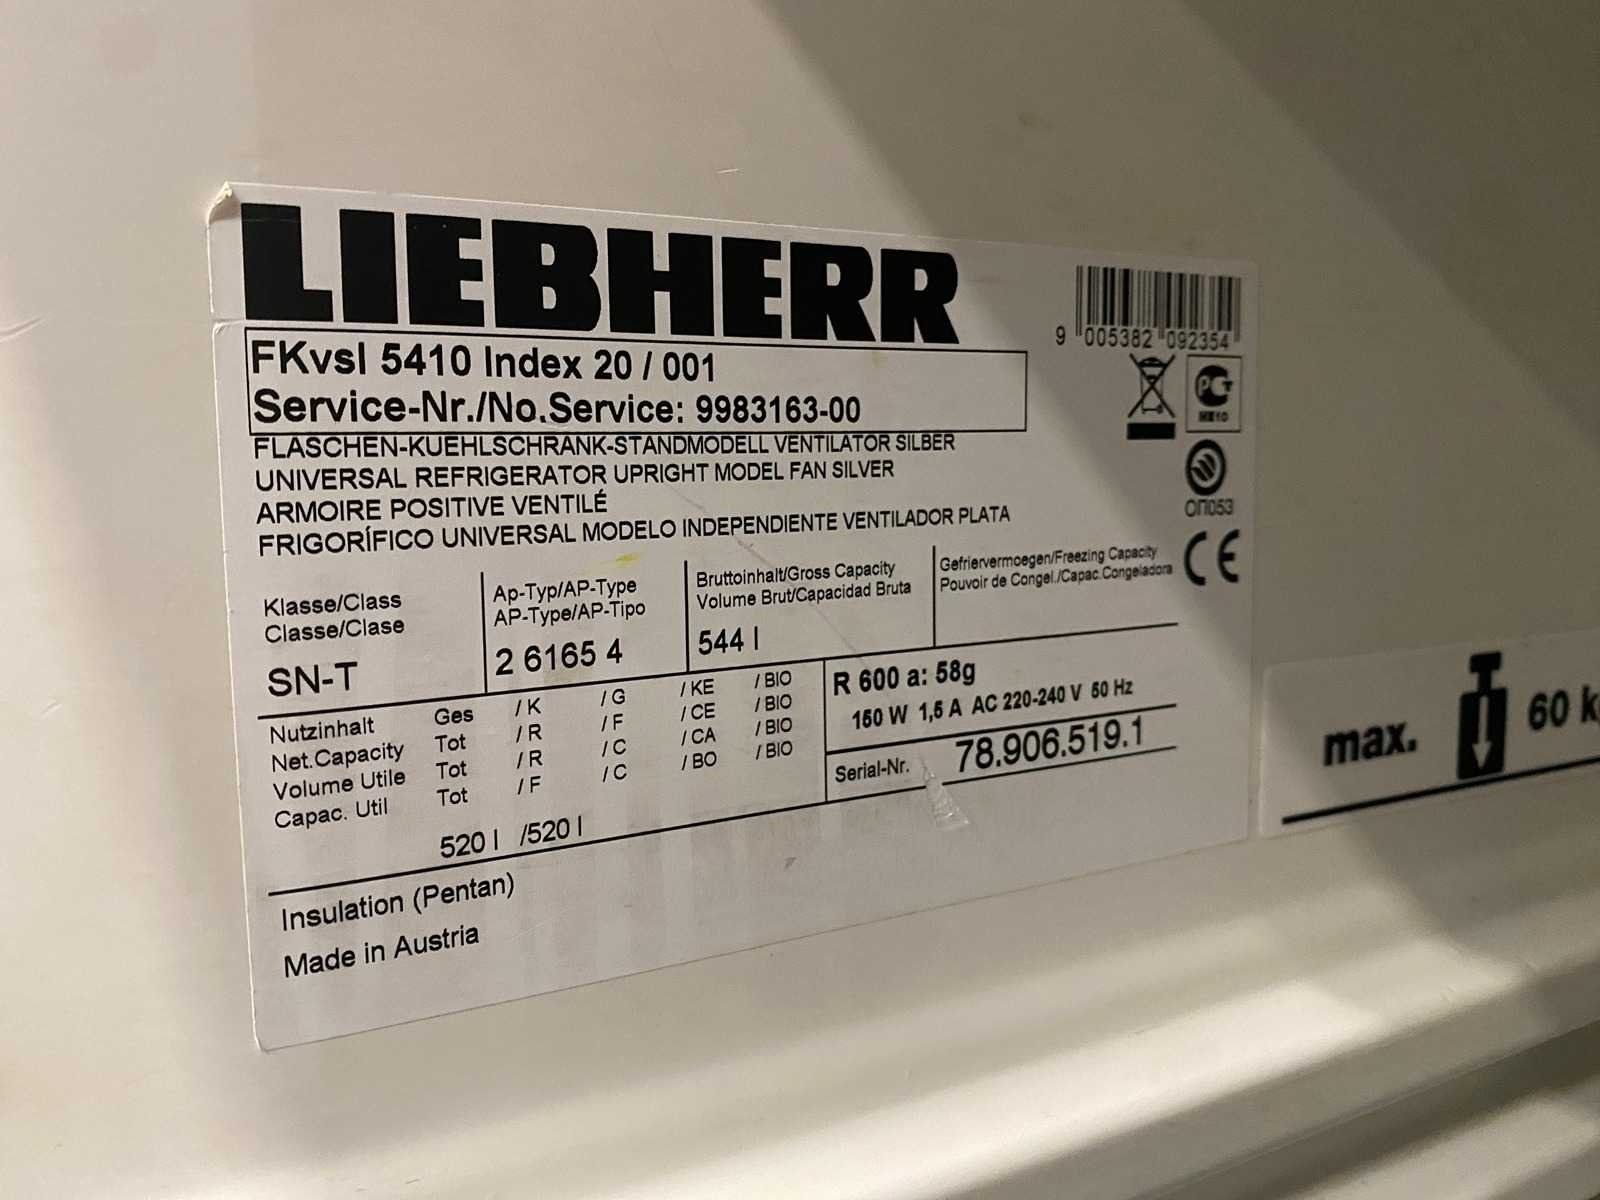 LIEBHERR
9 005382 092354
FKvsl 5410 Index 20 / 001
Service-Nr./No.Service: 9983163-00
FLASCHEN-KUEHLSCHRANK-STANDMODELL VENTILATOR SILBER
UNIVERSAL REFRIGERATOR UPRIGHT MODEL FAN SILVER
ARMOIRE POSITIVE VENTILÉ
FRIGORÍFICO UNIVERSAL MODELO INDEPENDIENTE VENTILADOR PLATA
ME10
ОП053
CE
Klasse/Class
Classe/Clase
SN-T
Ap-Typ/AP-Type
AP-Type/AP-Tipo
2 6165 4
Bruttoinhalt/Gross Capacity
Volume Brut/Capacidad Bruta
544 l
Gefriervermoegen/Freezing Capacity
Pouvoir de Congel./Capac.Congeladora
Nutzinhalt Ges / K / G / KE / BIO
Net.Capacity Tot / R / F / CE / BIO
Volume Utile Tot / R / C / CA / BIO
Capac. Util Tot / F / C / BO / BIO
520 l /520 l
R 600 a: 58g
150 W 1,5 A AC 220-240 V 50 Hz
Serial-Nr. 78.906.519.1
Insulation (Pentan)
Made in Austria
max. 60 k